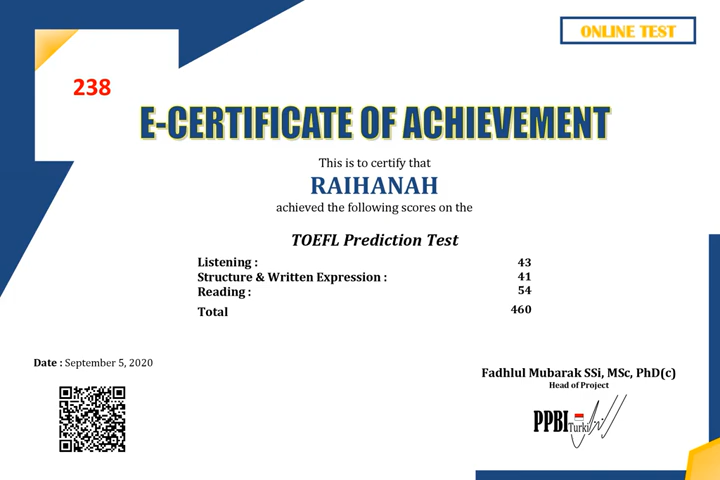 ONLINE TEST
238
E-CERTIFICATE OF ACHIEVEMENT
This is to certify that
RAIHANAH
achieved the following scores on the
TOEFL Prediction Test
Listening : 43
Structure & Written Expression : 41
Reading : 54
Total 460
Date : September 5, 2020
Fadhlul Mubarak SSi, MSc, PhD(c)
Head of Project
PPBI Turki